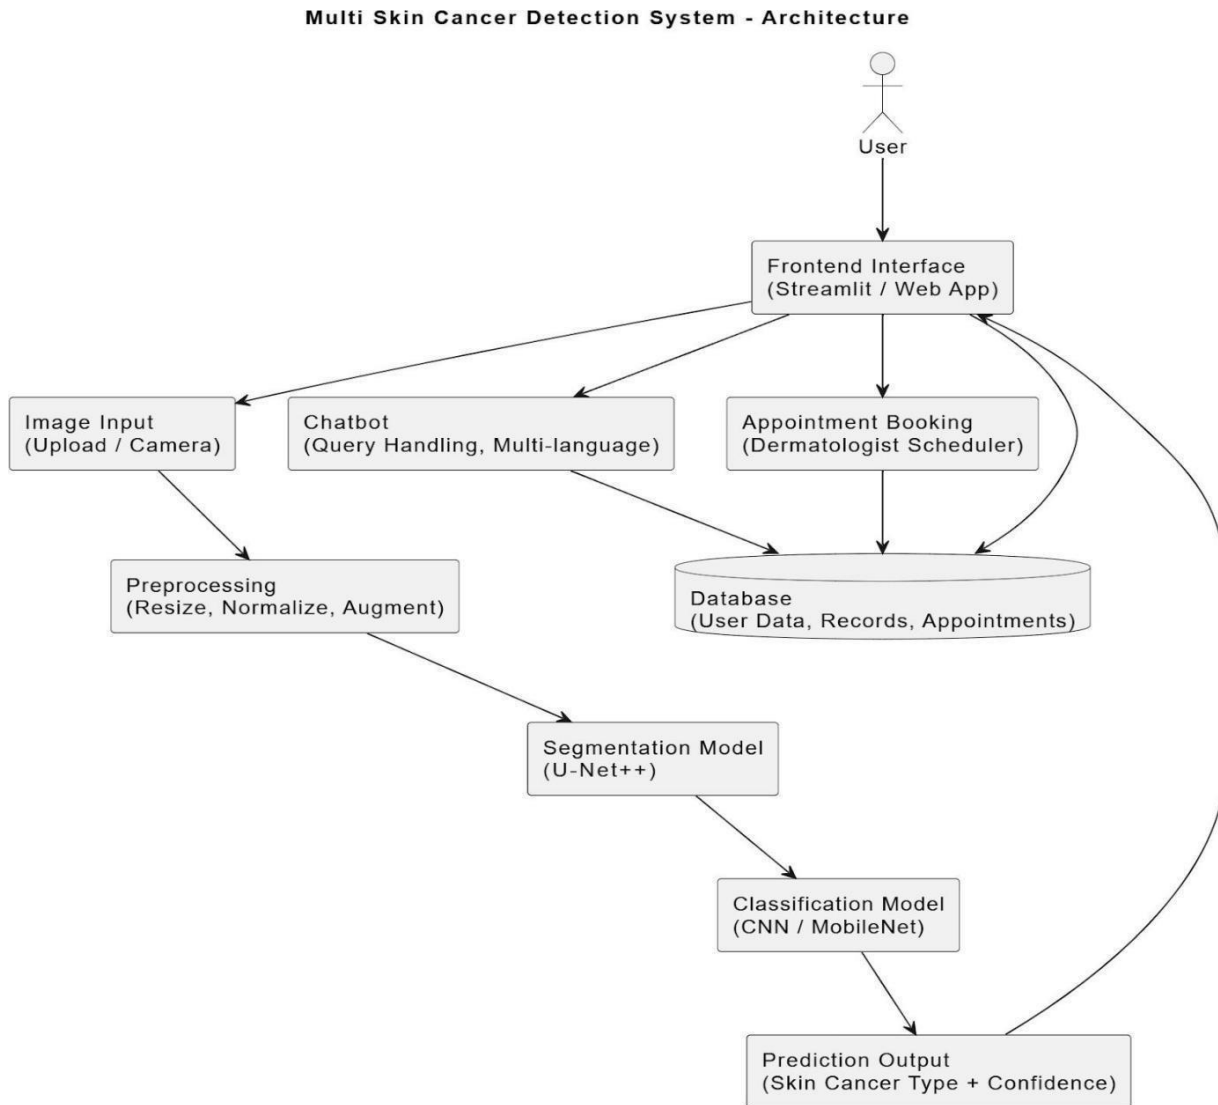 Multi Skin Cancer Detection System - Architecture
User
Frontend Interface
(Streamlit / Web App)
Image Input
(Upload / Camera)
Chatbot
(Query Handling, Multi-language)
Appointment Booking
(Dermatologist Scheduler)
Preprocessing
(Resize, Normalize, Augment)
Database
(User Data, Records, Appointments)
Segmentation Model
(U-Net++)
Classification Model
(CNN / MobileNet)
Prediction Output
(Skin Cancer Type + Confidence)